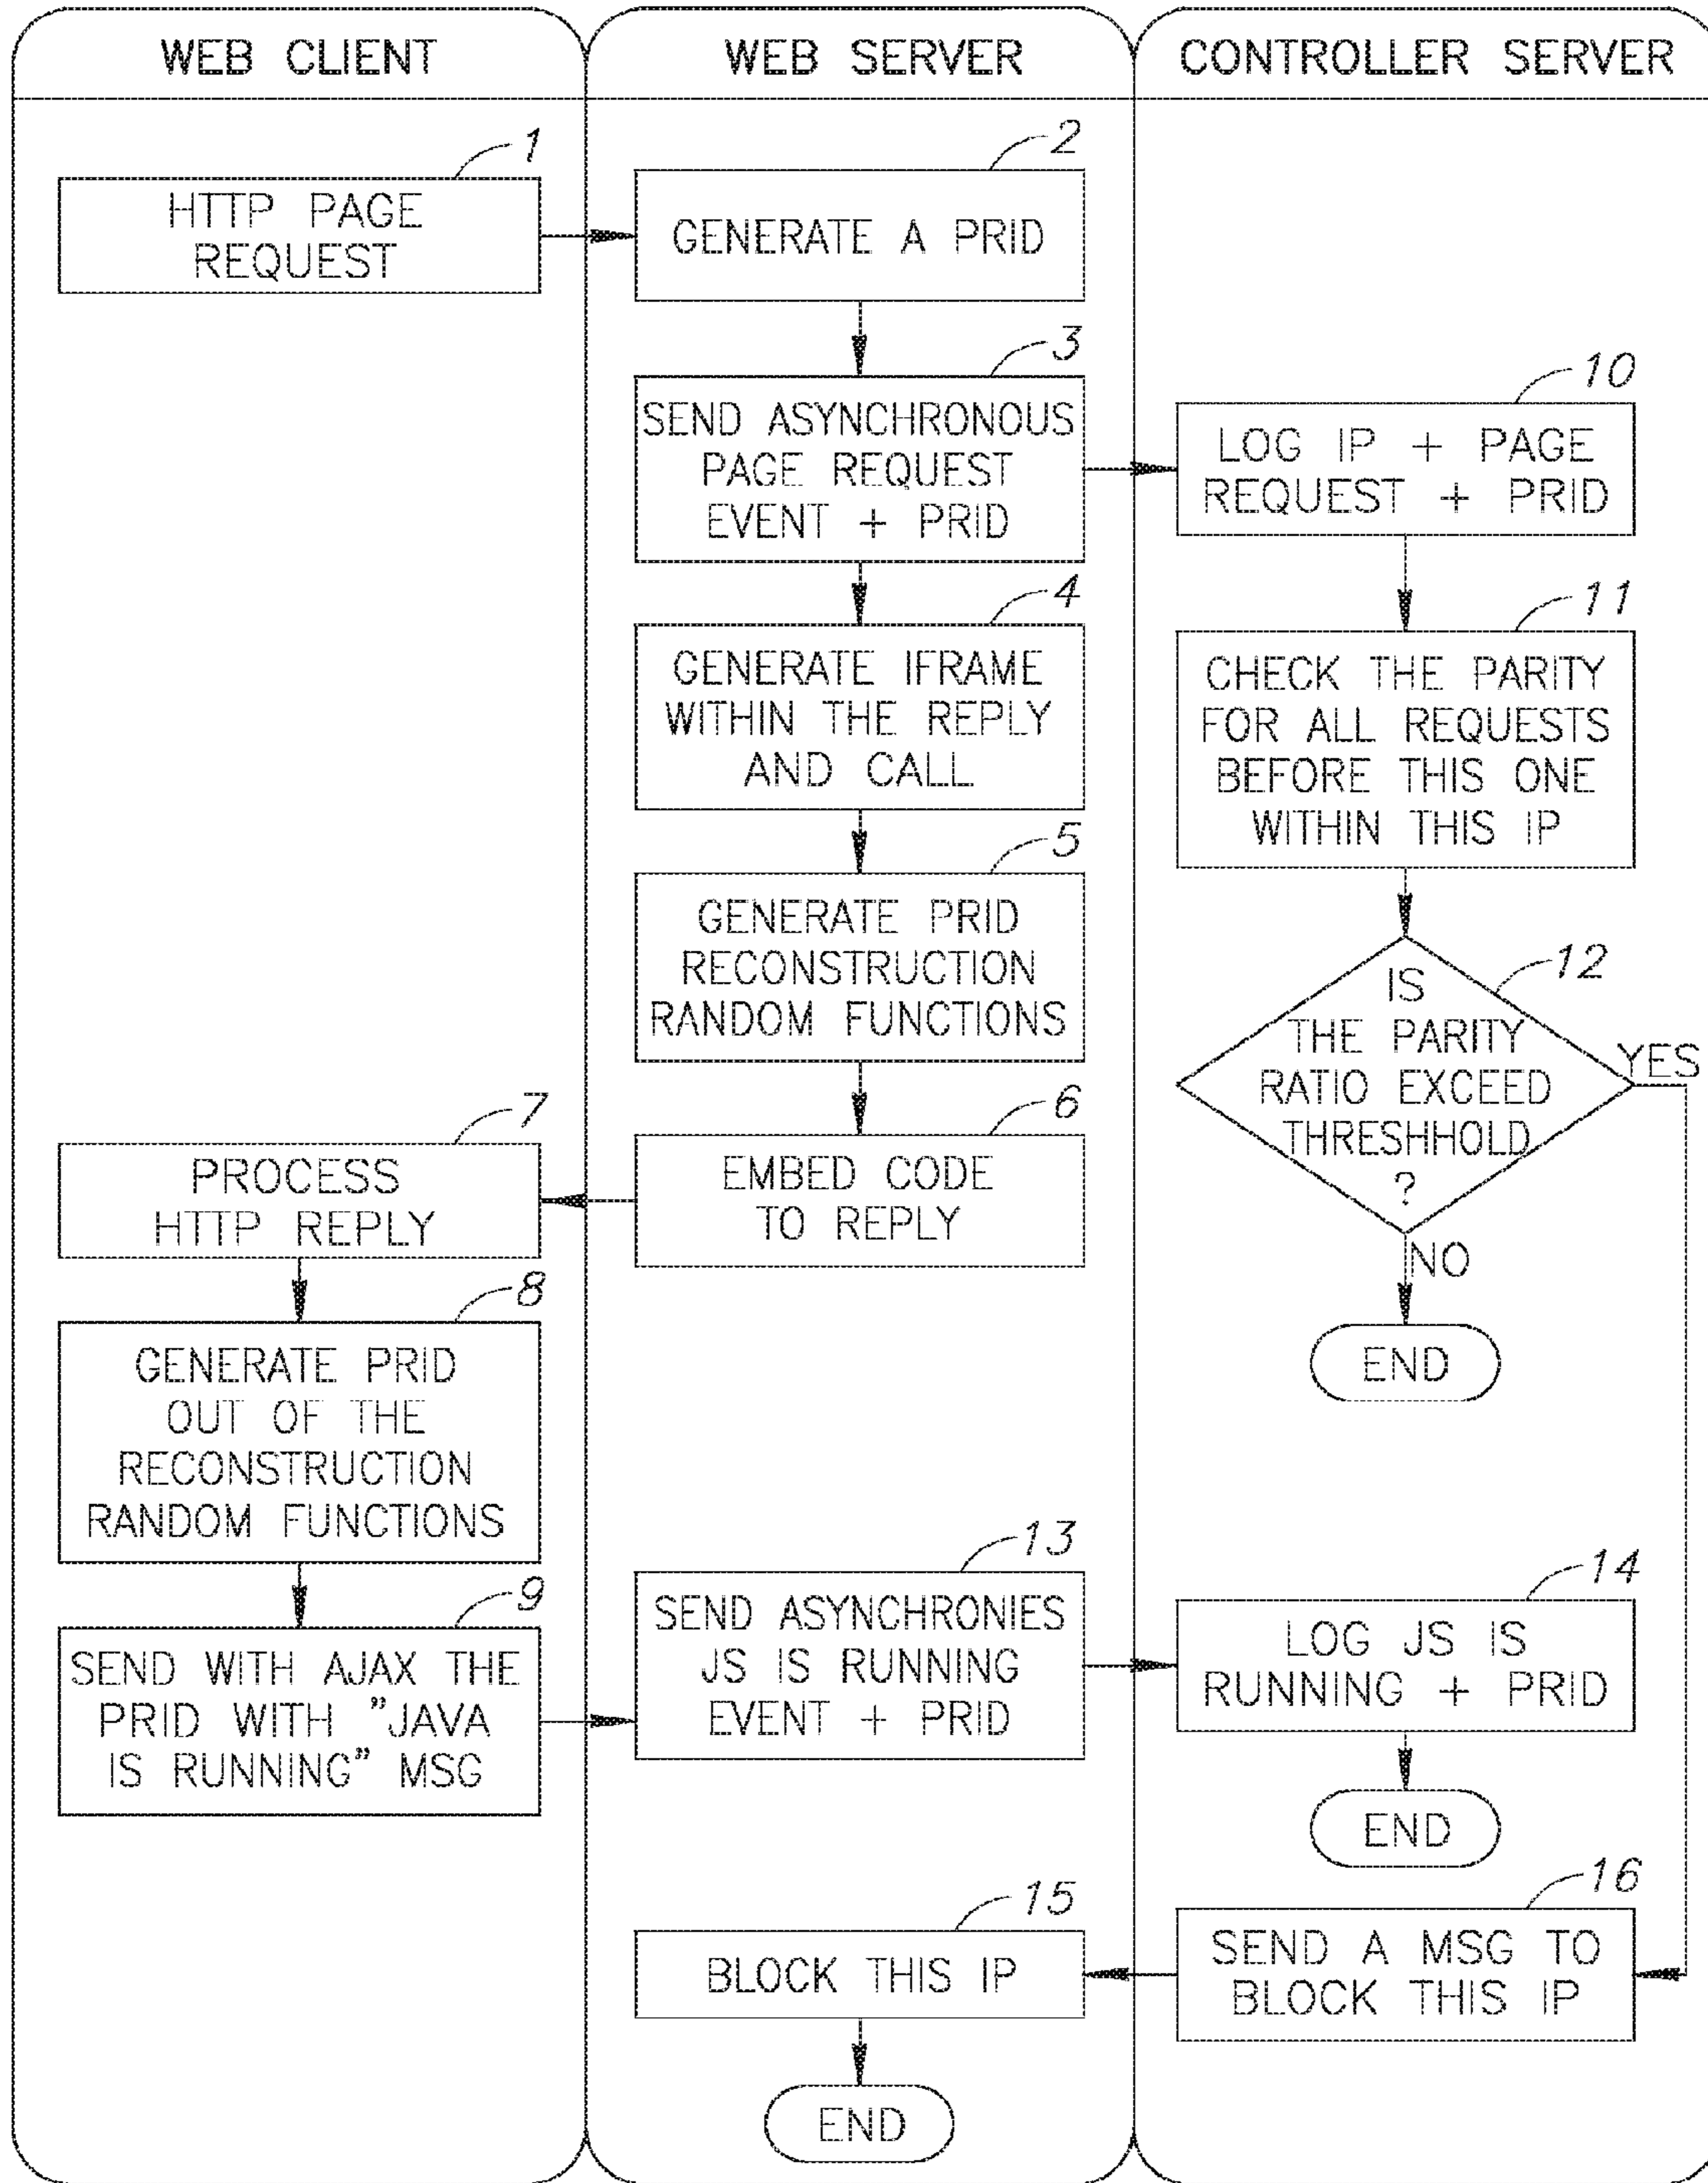 WEB CLIENT
WEB SERVER
CONTROLLER SERVER
1
HTTP PAGE
REQUEST
2
GENERATE A PRID
3
SEND ASYNCHRONOUS
PAGE REQUEST
EVENT + PRID
10
LOG IP + PAGE
REQUEST + PRID
4
GENERATE IFRAME
WITHIN THE REPLY
AND CALL
11
CHECK THE PARITY
FOR ALL REQUESTS
BEFORE THIS ONE
WITHIN THIS IP
5
GENERATE PRID
RECONSTRUCTION
RANDOM FUNCTIONS
12
IS
THE PARITY
RATIO EXCEED
THRESHHOLD
?
YES
NO
END
6
EMBED CODE
TO REPLY
7
PROCESS
HTTP REPLY
8
GENERATE PRID
OUT OF THE
RECONSTRUCTION
RANDOM FUNCTIONS
9
SEND WITH AJAX THE
PRID WITH "JAVA
IS RUNNING" MSG
13
SEND ASYNCHRONIES
JS IS RUNNING
EVENT + PRID
14
LOG JS IS
RUNNING + PRID
END
16
SEND A MSG TO
BLOCK THIS IP
15
BLOCK THIS IP
END